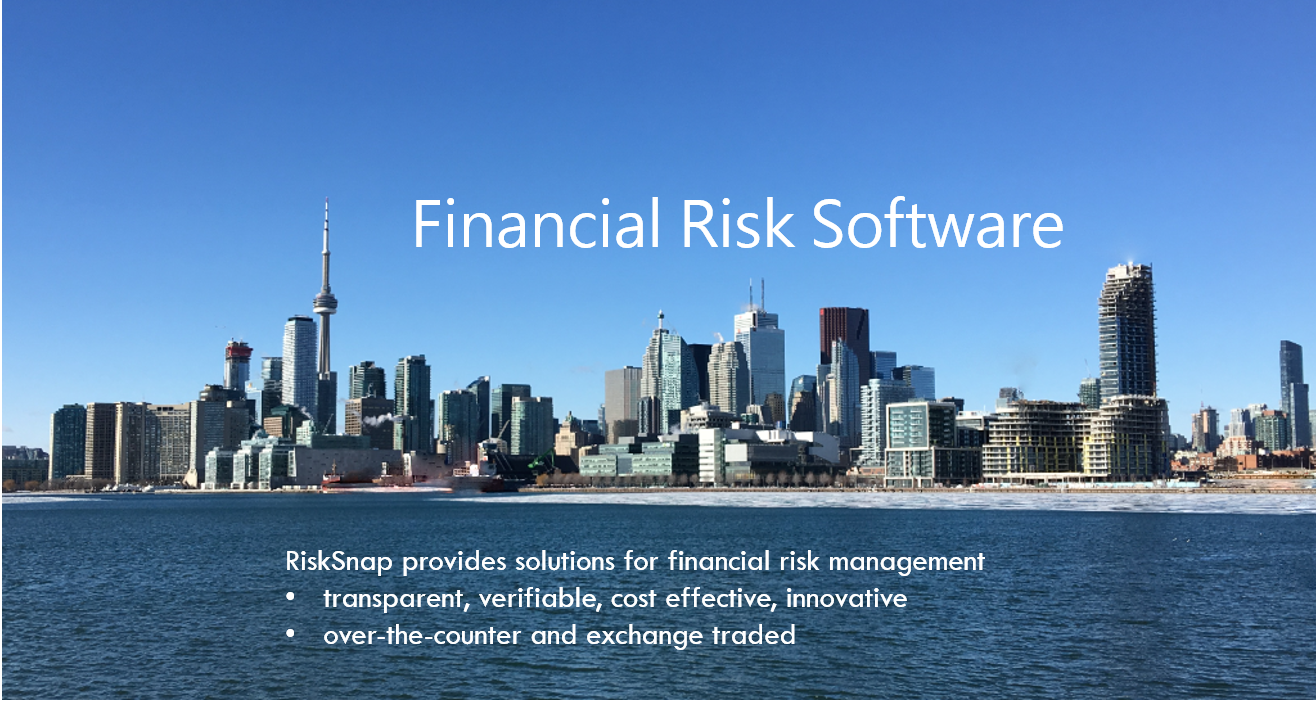 Financial Risk Software
RiskSnap provides solutions for financial risk management
• transparent, verifiable, cost effective, innovative
• over-the-counter and exchange traded